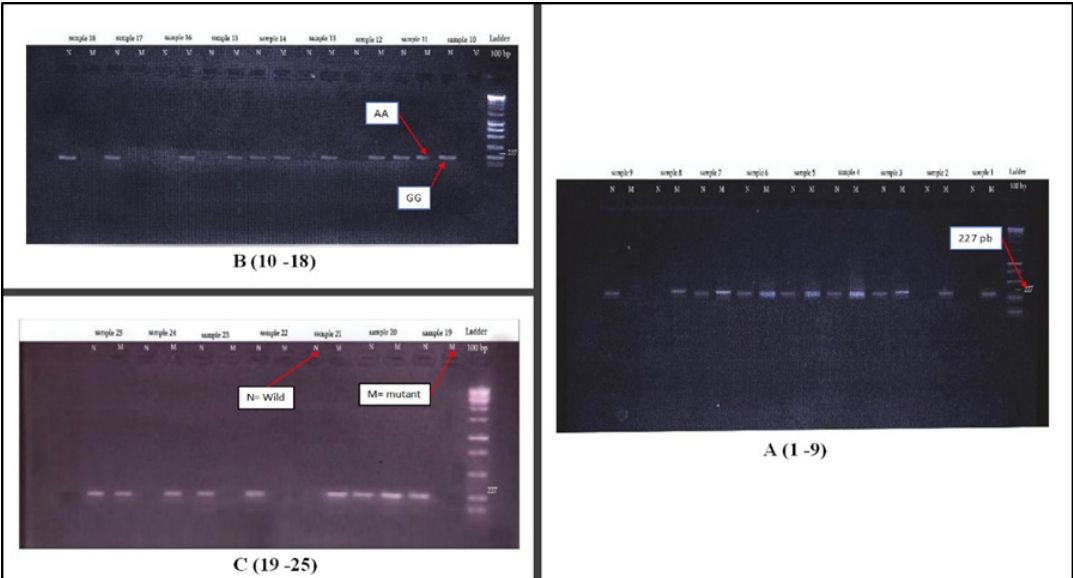 sample 18 sample 17 sample 16 sample 15 sample 14 sample 13 sample 12 sample 11 sample 10 Ladder
N M N M N M N M N M N M N M N M N M 100 bp
AA
GG
B (10 -18)
sample 25 sample 24 sample 23 sample 22 sample 21 sample 20 sample 19 Ladder
N M N M N M N M N M N M N M 100 bp
N= Wild
M= mutant
227
C (19 -25)
sample 9 sample 8 sample 7 sample 6 sample 5 sample 4 sample 3 sample 2 sample 1 Ladder
N M N M N M N M N M N M N M N M N M 100 bp
227 pb
227
A (1 -9)